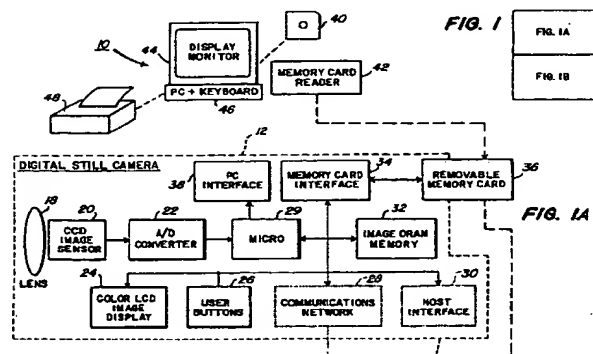 FIG. 1
FIG. 1A
FIG. 1B
10
44
DISPLAY
MONITOR
40
MEMORY CARD
READER
42
48
PC + KEYBOARD
46
12
DIGITAL STILL CAMERA
38
PC
INTERFACE
MEMORY CARD
INTERFACE
34
REMOVABLE
MEMORY CARD
36
FIG. 1A
18
20
CCD
IMAGE
SENSOR
22
A/D
CONVERTER
29
MICRO
32
IMAGE DRAM
MEMORY
LENS
24
COLOR LCD
IMAGE
DISPLAY
26
USER
BUTTONS
28
COMMUNICATIONS
NETWORK
30
HOST
INTERFACE